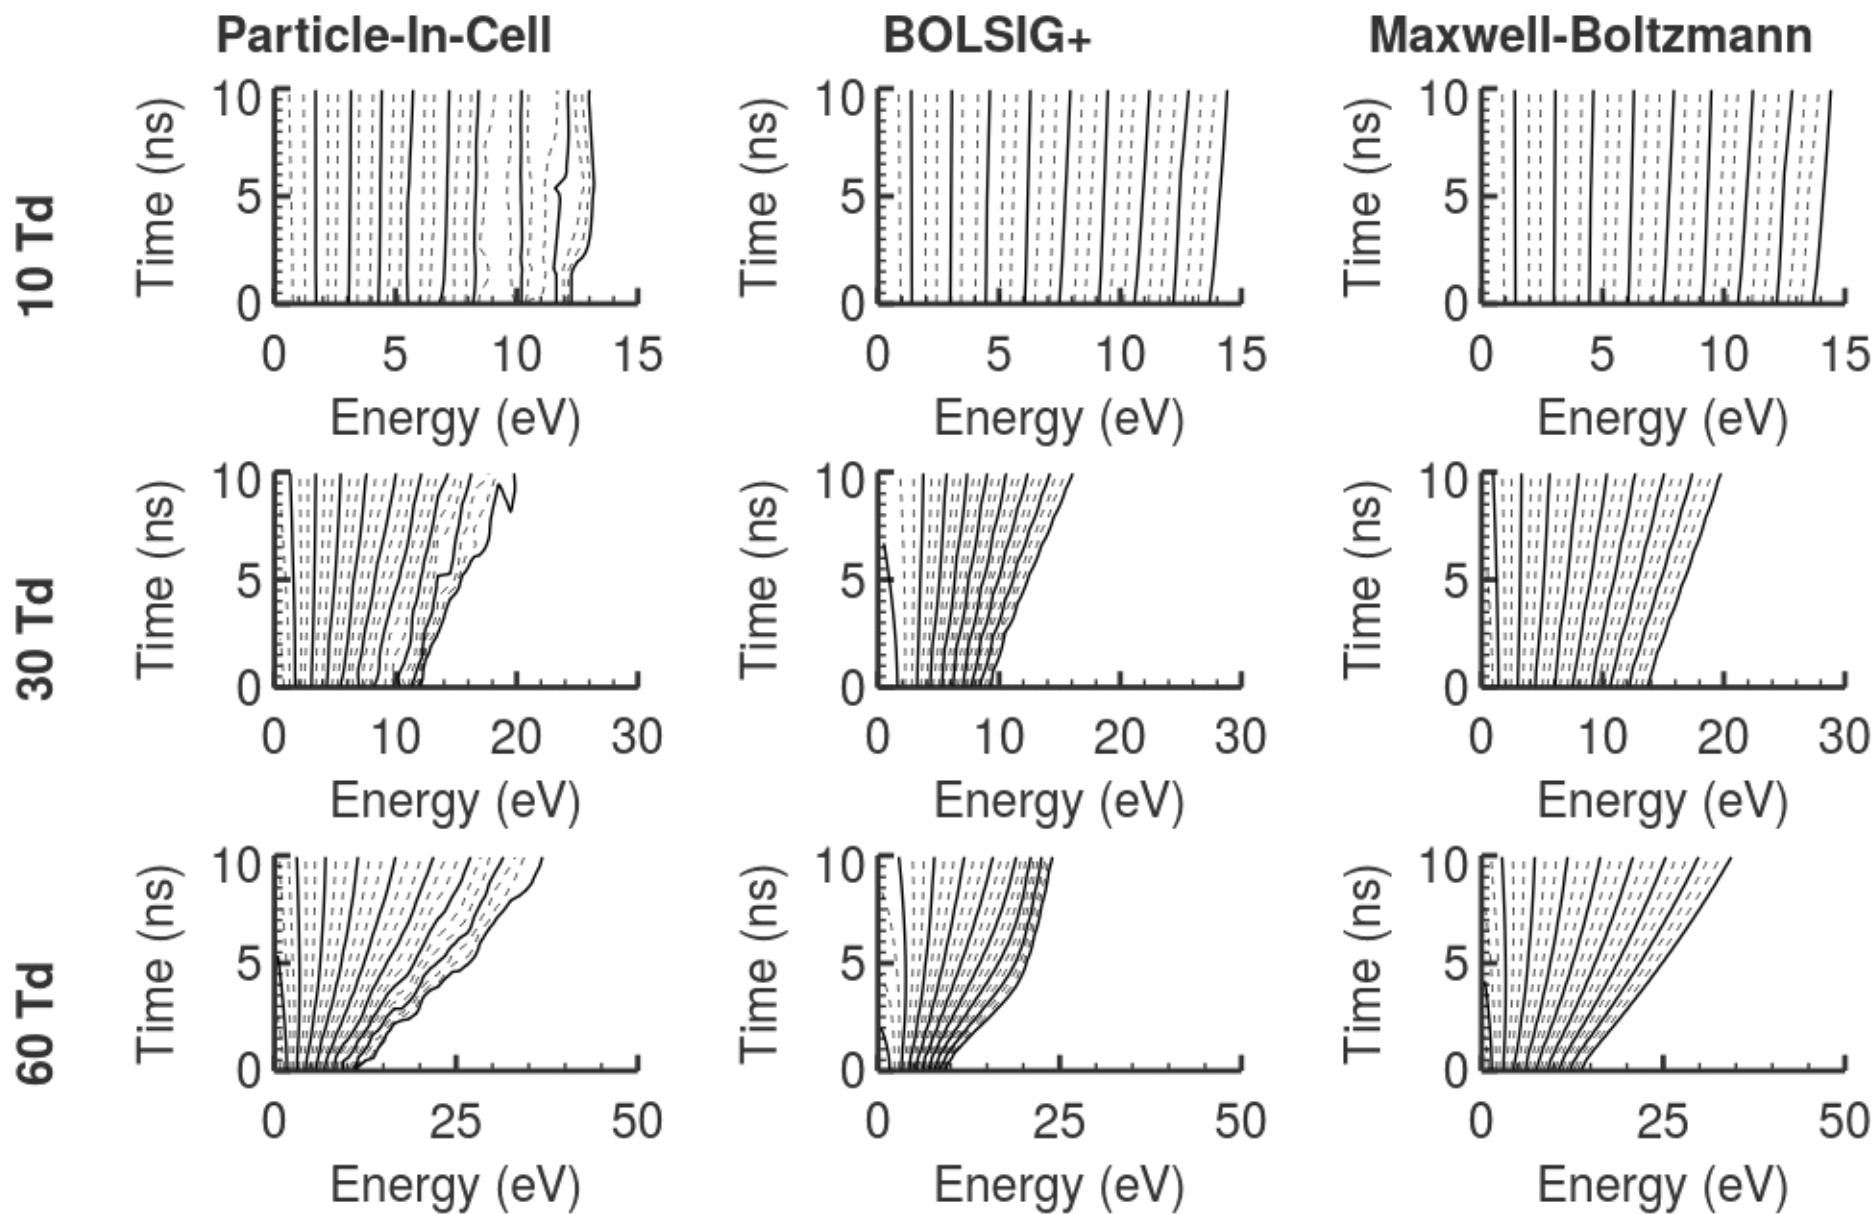 Particle-In-Cell BOLSIG+ Maxwell-Boltzmann
10 Td
Time (ns) 10 5 0 Time (ns) 10 5 0 Time (ns) 10 5 0
0 5 10 15 0 5 10 15 0 5 10 15
Energy (eV) Energy (eV) Energy (eV)
30 Td
Time (ns) 10 5 0 Time (ns) 10 5 0 Time (ns) 10 5 0
0 10 20 30 0 10 20 30 0 10 20 30
Energy (eV) Energy (eV) Energy (eV)
60 Td
Time (ns) 10 5 0 Time (ns) 10 5 0 Time (ns) 10 5 0
0 25 50 0 25 50 0 25 50
Energy (eV) Energy (eV) Energy (eV)